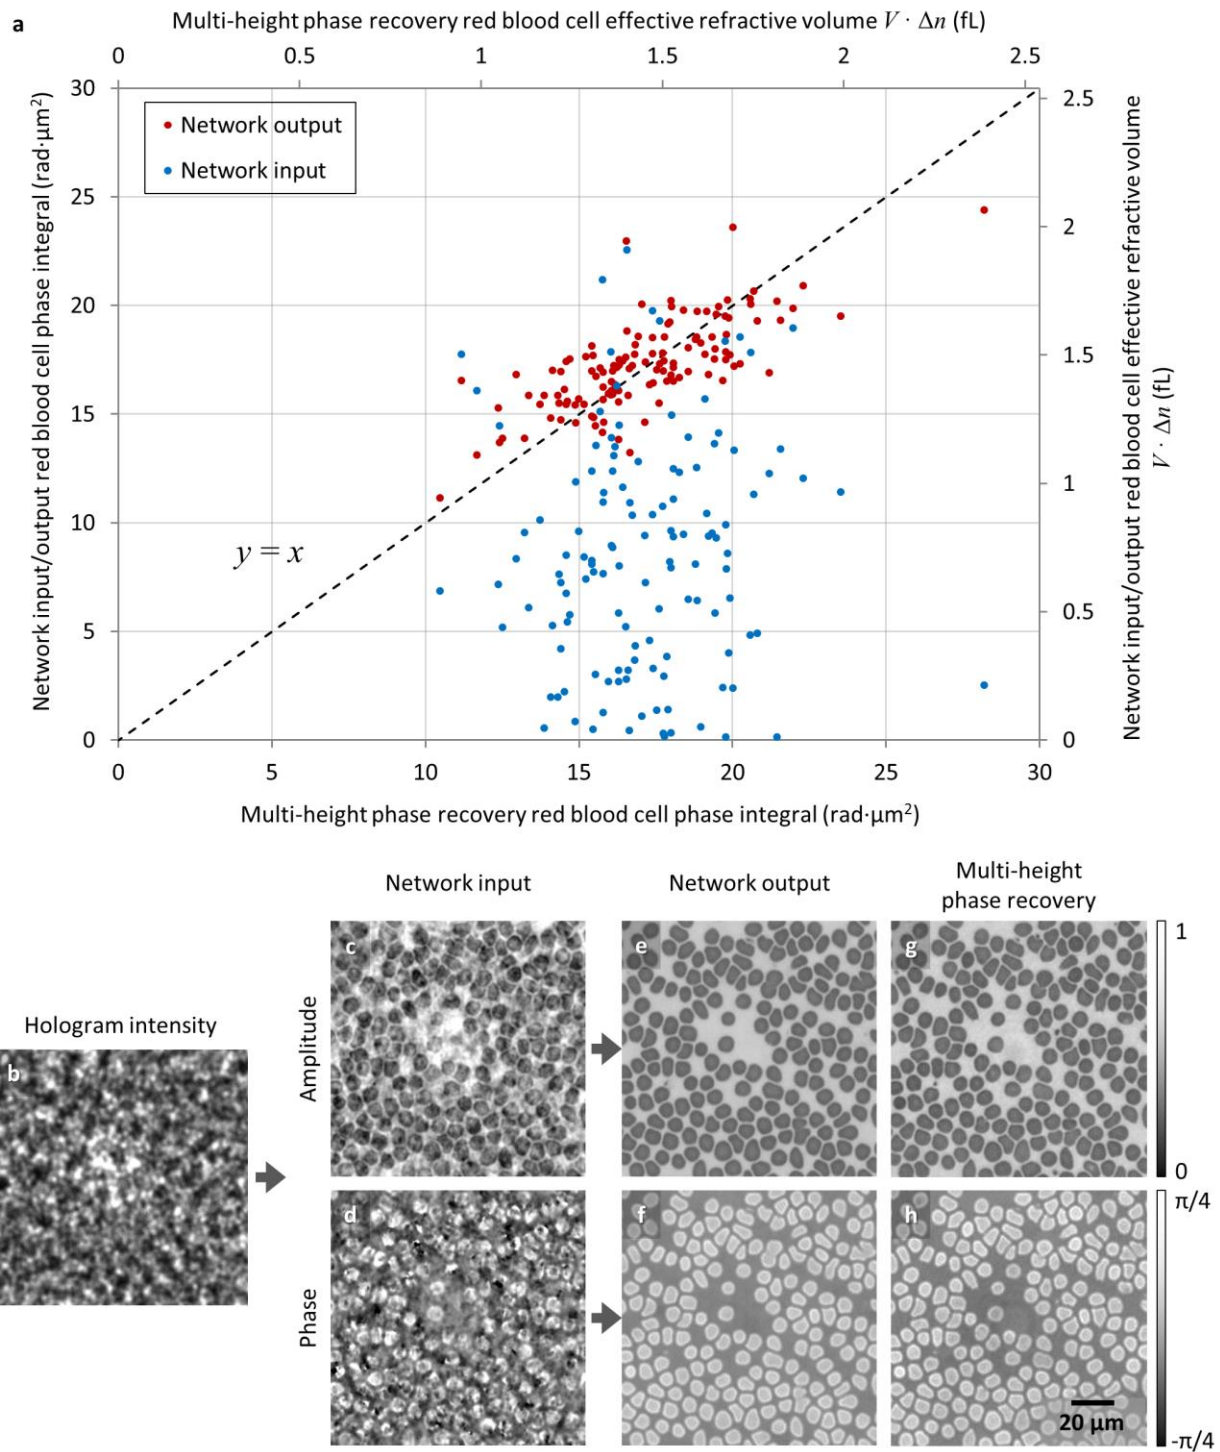 a
Multi-height phase recovery red blood cell effective refractive volume V · Δn (fL)
0 0.5 1 1.5 2 2.5
Network input/output red blood cell phase integral (rad·µm²)
30
25
20
15
10
5
0
Network output
Network input
y = x
2.5
2
1.5
1
0.5
0
Network input/output red blood cell effective refractive volume
V · Δn (fL)
0 5 10 15 20 25 30
Multi-height phase recovery red blood cell phase integral (rad·µm²)
Network input
Network output
Multi-height
phase recovery
Hologram intensity
b
Amplitude
c
e
g
1
0
Phase
d
f
h
20 µm
π/4
-π/4